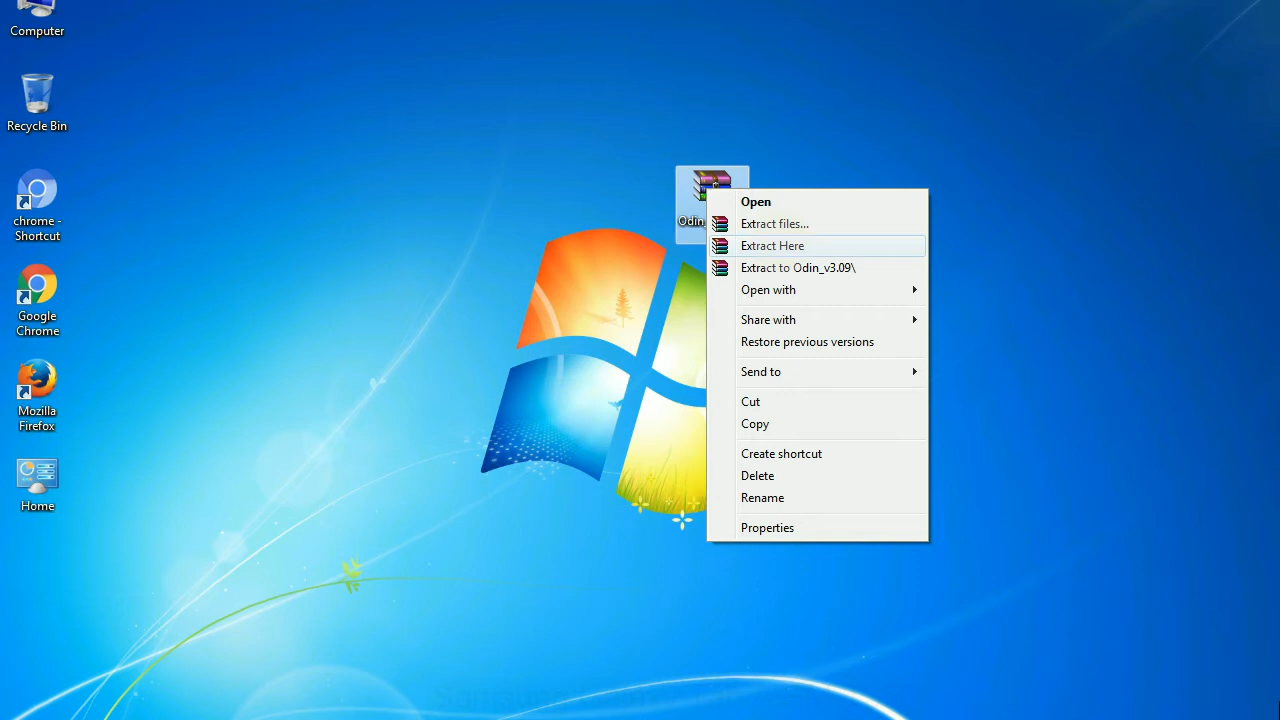 Computer
Recycle Bin
chrome -
Shortcut
Google
Chrome
Mozilla
Firefox
Home
Odin_
Open
Extract files...
Extract Here
Extract to Odin_v3.09\
Open with
Share with
Restore previous versions
Send to
Cut
Copy
Create shortcut
Delete
Rename
Properties